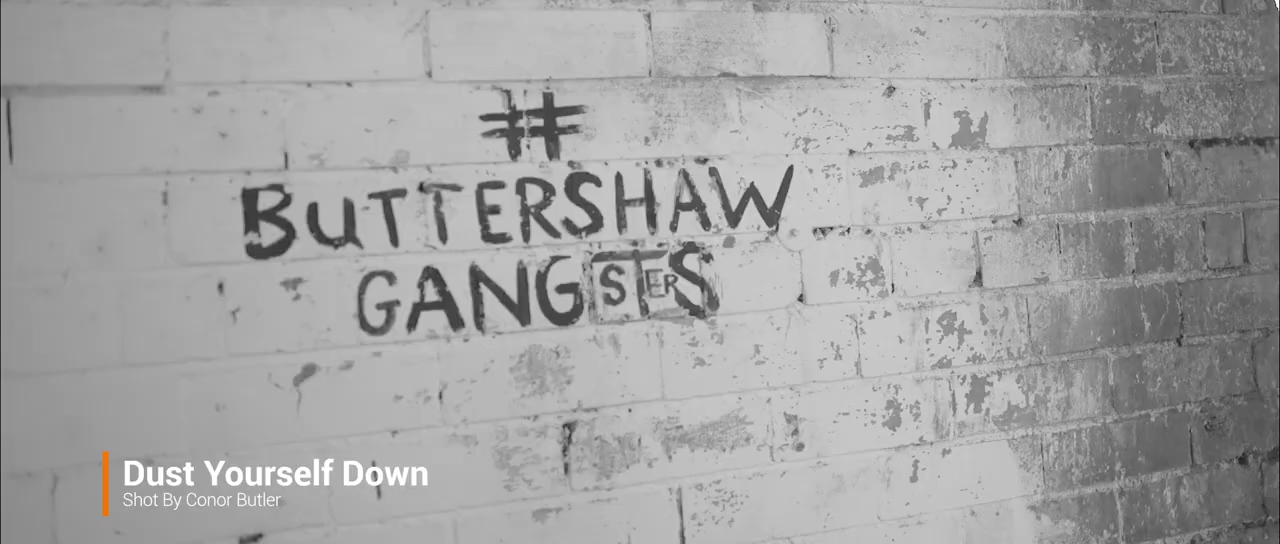 #
BUTTERSHAW
GANGSTERS
Dust Yourself Down
Shot By Conor Butler